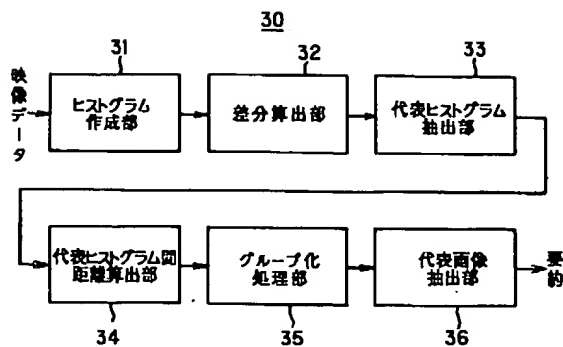 30
31
32
33
映像データ
ヒストグラム
作成部
差分算出部
代表ヒストグラム
抽出部
代表ヒストグラム間
距離算出部
グループ化
処理部
代表画像
抽出部
要約
34
35
36